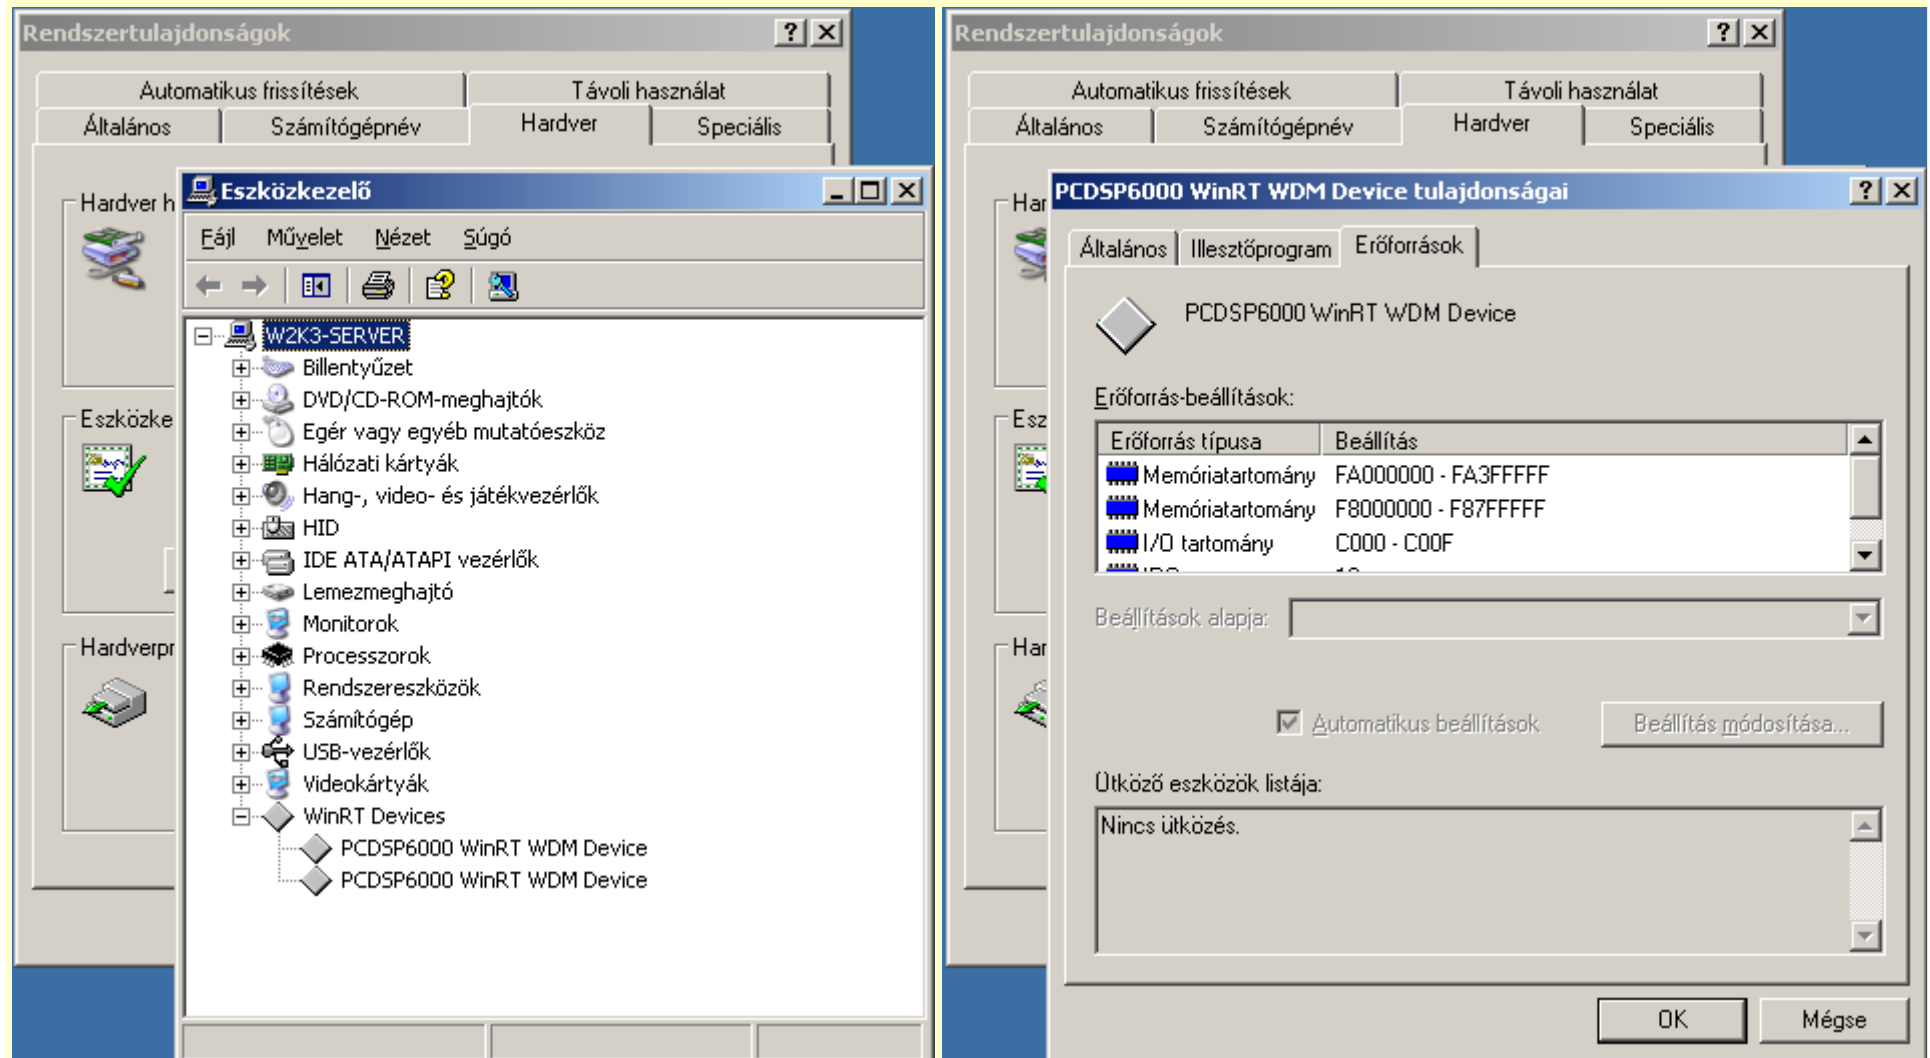 Rendszertulajdonságok
Automatikus frissítések Távoli használat
Általános Számítógépnév Hardver Speciális
Hardver h
Eszközke
Hardverpr
Eszközkezelő
Fájl Művelet Nézet Súgó
W2K3-SERVER
Billentyűzet
DVD/CD-ROM-meghajtók
Egér vagy egyéb mutatóeszköz
Hálózati kártyák
Hang-, video- és játékvezérlők
HID
IDE ATA/ATAPI vezérlők
Lemezmeghajtó
Monitorok
Processzorok
Rendszereszközök
Számítógép
USB-vezérlők
Videokártyák
WinRT Devices
PCDSP6000 WinRT WDM Device
PCDSP6000 WinRT WDM Device
Rendszertulajdonságok
Automatikus frissítések Távoli használat
Általános Számítógépnév Hardver Speciális
Har
Esz
Har
PCDSP6000 WinRT WDM Device tulajdonságai
Általános Illesztőprogram Erőforrások
PCDSP6000 WinRT WDM Device
Erőforrás-beállítások:
Erőforrás típusa Beállítás
Memóriatartomány FA000000 - FA3FFFFF
Memóriatartomány F8000000 - F87FFFFF
I/O tartomány C000 - C00F
Beállítások alapja:
Automatikus beállítások Beállítás módosítása...
Ütköző eszközök listája:
Nincs ütközés.
OK Mégse